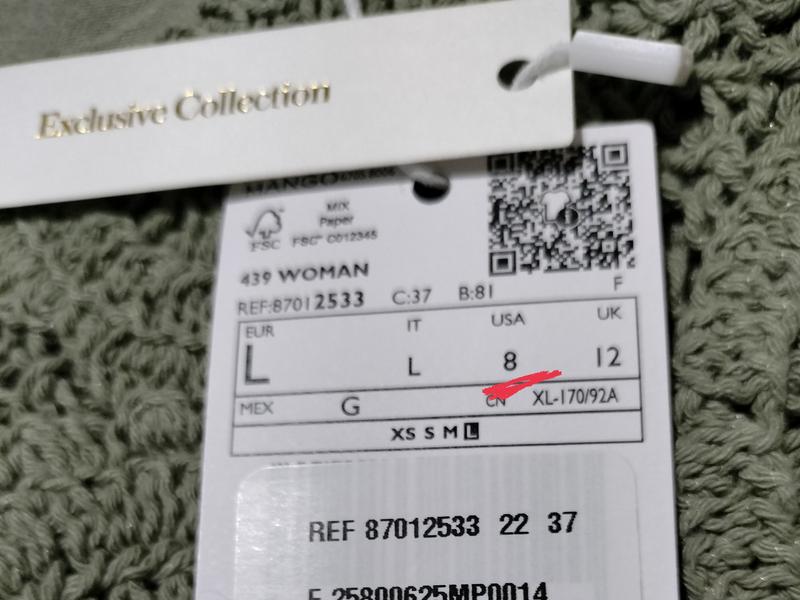 Exclusive Collection
MANGO
MIX
Paper
FSC
FSC® C012345
439 WOMAN
F
REF:87012533 C:37 B:81
EUR IT USA UK
L L 8 12
MEX G CN XL-170/92A
XS S M L
REF 87012533 22 37
F 25800625MP0014